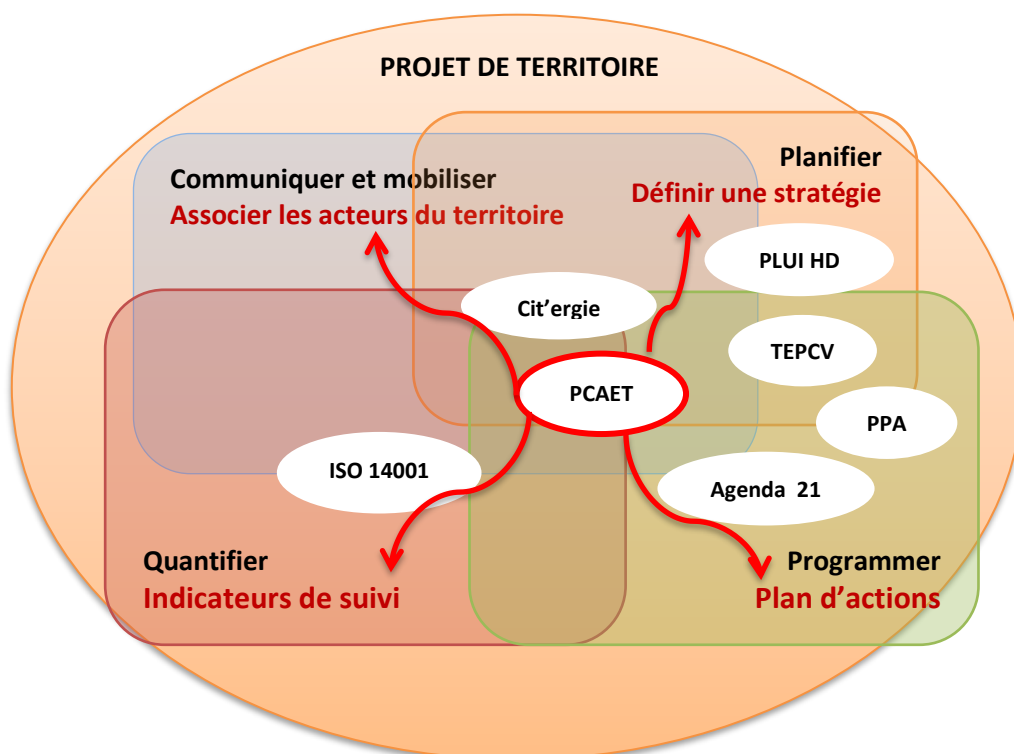 PROJET DE TERRITOIRE
Communiquer et mobiliser
Associer les acteurs du territoire
Planifier
Définir une stratégie
PLUI HD
Cit’ergie
TEPCV
PCAET
PPA
ISO 14001
Agenda 21
Quantifier
Indicateurs de suivi
Programmer
Plan d’actions